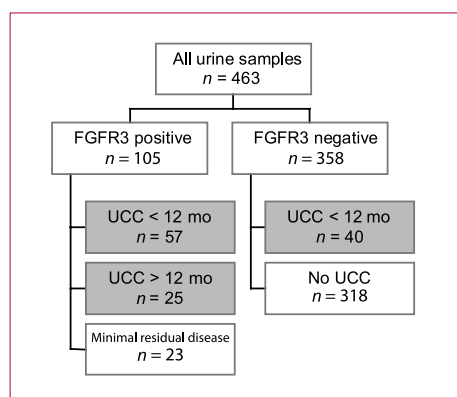 All urine samples
n = 463
FGFR3 positive
n = 105
FGFR3 negative
n = 358
UCC < 12 mo
n = 57
UCC > 12 mo
n = 25
Minimal residual disease
n = 23
UCC < 12 mo
n = 40
No UCC
n = 318